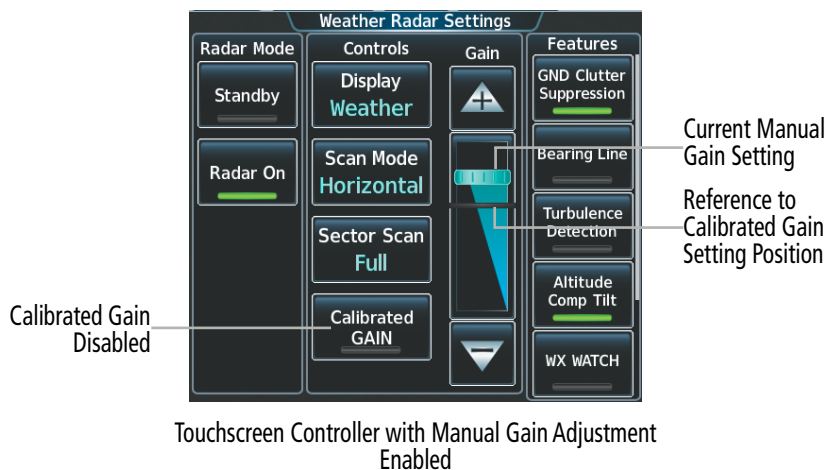 Weather Radar Settings
Radar Mode
Standby
Radar On
Controls
Display
Weather
Scan Mode
Horizontal
Sector Scan
Full
Calibrated
GAIN
Gain
+
−
Features
GND Clutter
Suppression
Bearing Line
Turbulence
Detection
Altitude
Comp Tilt
WX WATCH
Current Manual
Gain Setting
Reference to
Calibrated Gain
Setting Position
Calibrated Gain
Disabled
Touchscreen Controller with Manual Gain Adjustment
Enabled